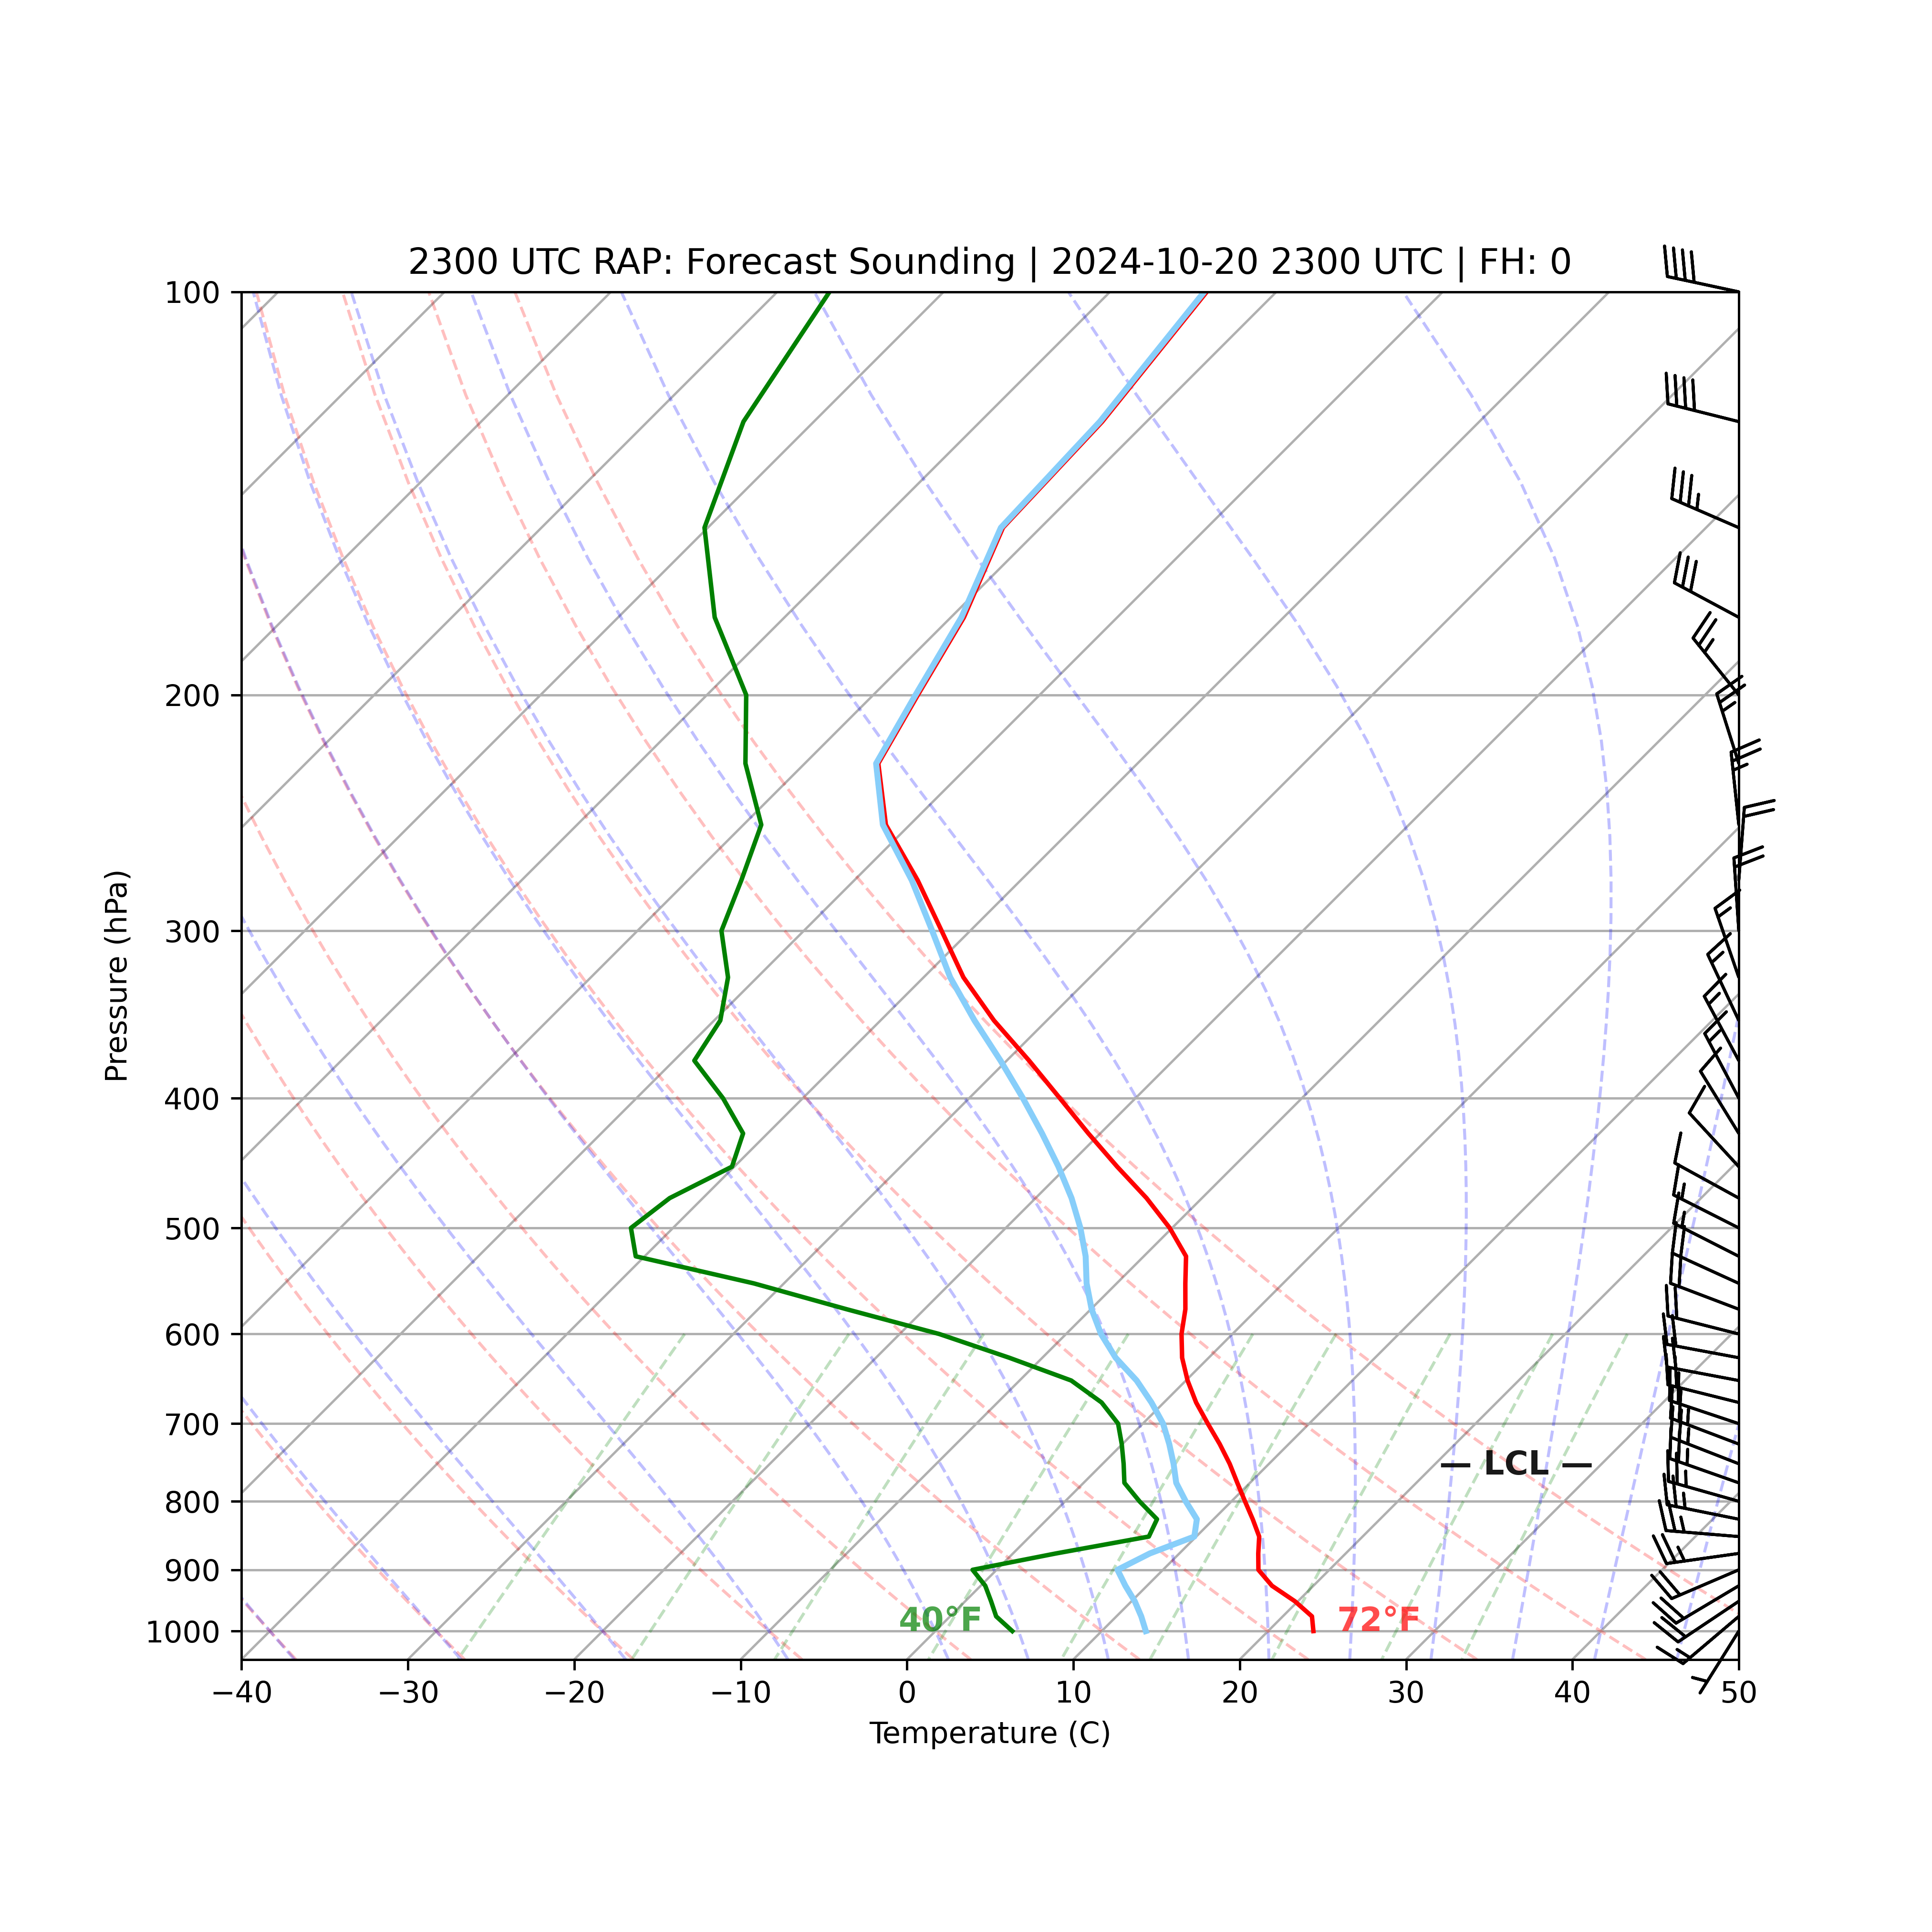 2300 UTC RAP: Forecast Sounding | 2024-10-20 2300 UTC | FH: 0
100
200
300
400
500
600
700
800
900
1000
Pressure (hPa)
— LCL —
40°F
72°F
−40 −30 −20 −10 0 10 20 30 40 50
Temperature (C)